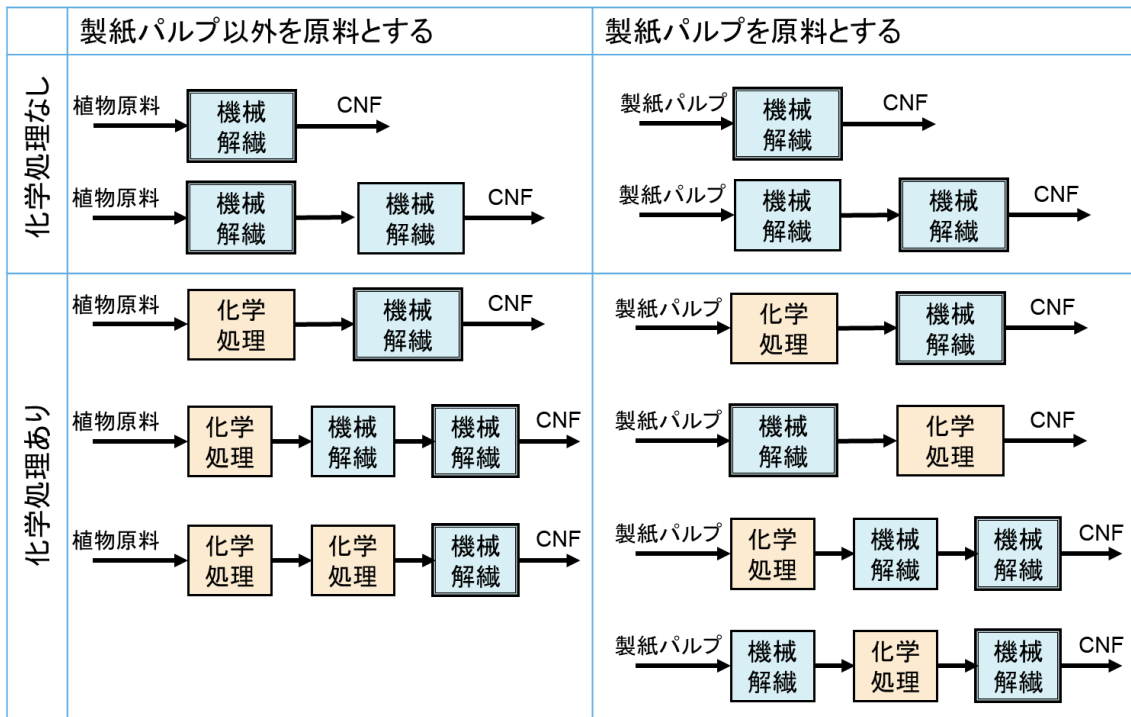 製紙パルプ以外を原料とする
製紙パルプを原料とする
化学処理なし
植物原料
機械
解繊
CNF
植物原料
機械
解繊
機械
解繊
CNF
製紙パルプ
機械
解繊
CNF
製紙パルプ
機械
解繊
機械
解繊
CNF
化学処理あり
植物原料
化学
処理
機械
解繊
CNF
植物原料
化学
処理
機械
解繊
機械
解繊
CNF
植物原料
化学
処理
化学
処理
機械
解繊
CNF
製紙パルプ
化学
処理
機械
解繊
CNF
製紙パルプ
機械
解繊
化学
処理
CNF
製紙パルプ
化学
処理
機械
解繊
機械
解繊
CNF
製紙パルプ
機械
解繊
化学
処理
機械
解繊
CNF